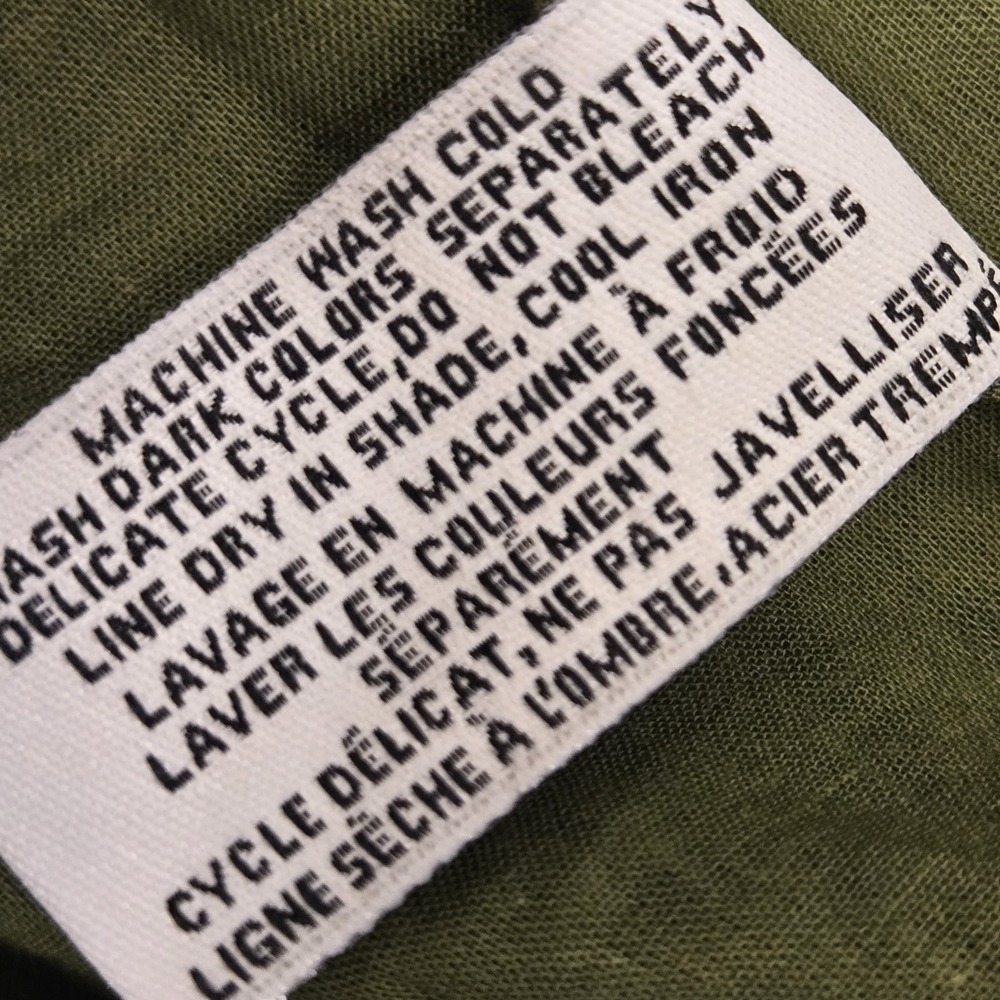 MACHINE WASH COLD
WASH DARK COLORS SEPARATELY
DELICATE CYCLE, DO NOT BLEACH
LINE DRY IN SHADE, COOL IRON
LAVAGE EN MACHINE À FROID
LAVER LES COULEURS FONCÉES
SÉPARÉMENT
CYCLE DÉLICAT, NE PAS JAVELLISER
LIGNE SÈCHE À L'OMBRE, ACIER TREMPÉ